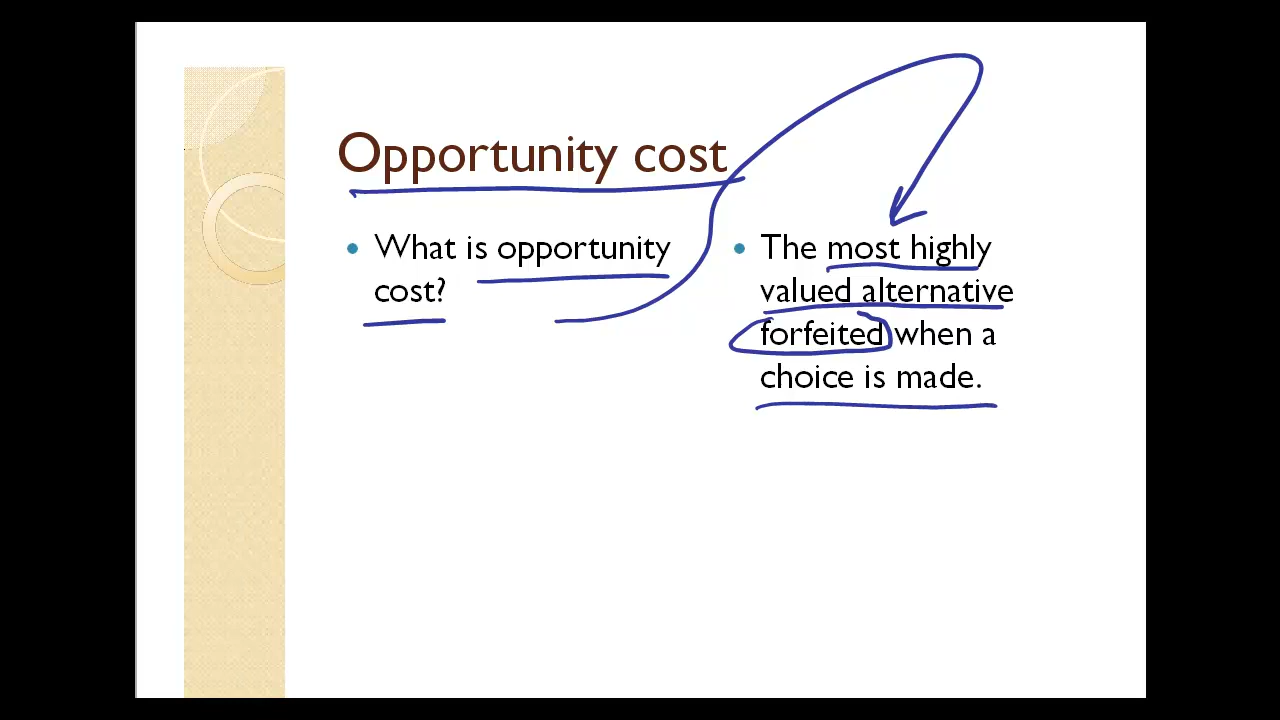 Opportunity cost
• What is opportunity
cost?
• The most highly
valued alternative
forfeited when a
choice is made.